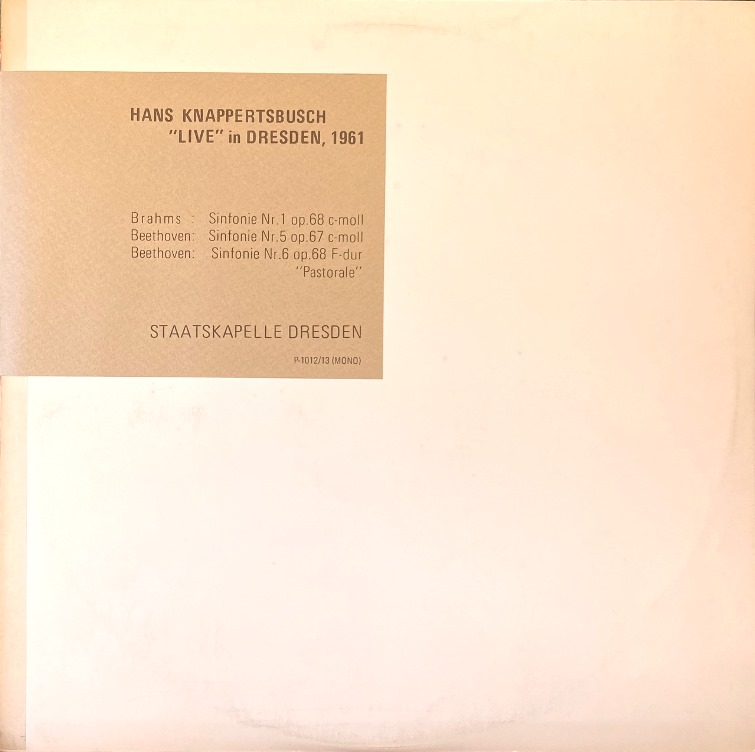 HANS KNAPPERTSBUSCH
"LIVE" in DRESDEN, 1961
Brahms : Sinfonie Nr.1 op.68 c-moll
Beethoven: Sinfonie Nr.5 op.67 c-moll
Beethoven: Sinfonie Nr.6 op.68 F-dur
"Pastorale"
STAATSKAPELLE DRESDEN
P-1012/13 (MONO)